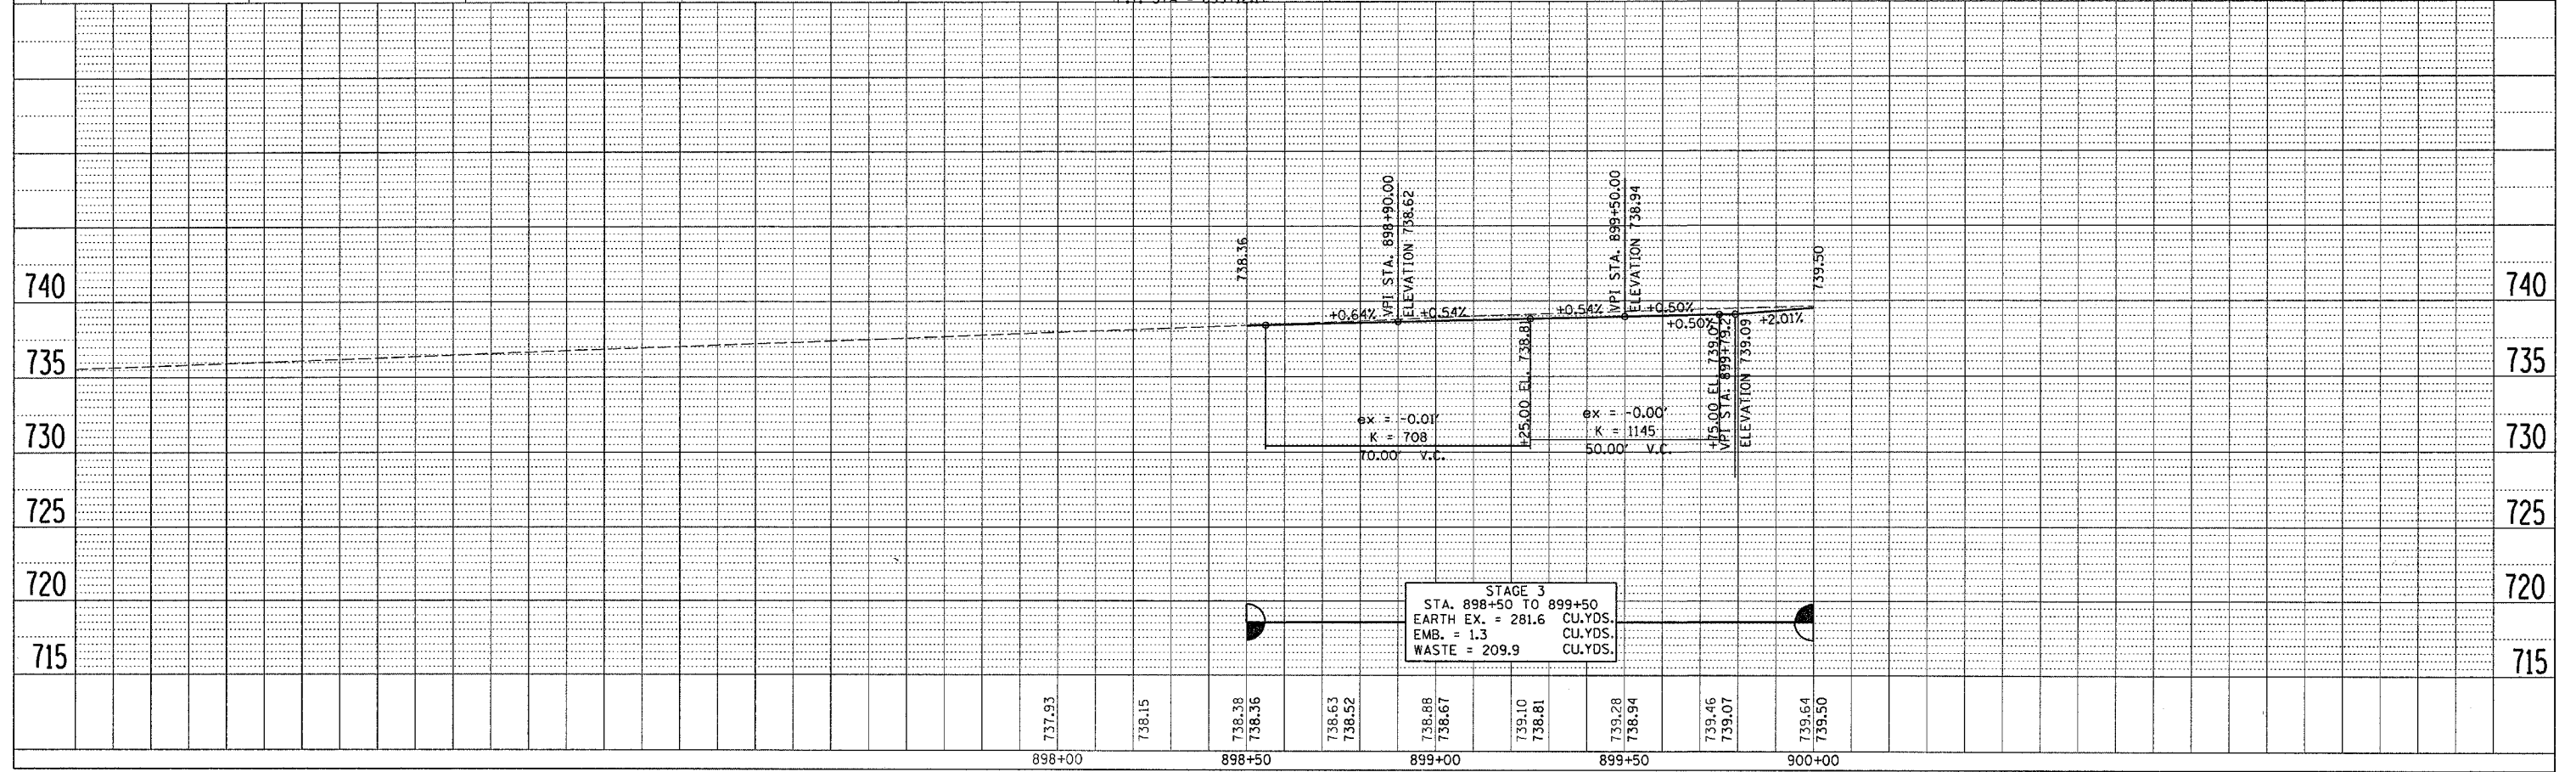 738.36
VPI STA. 898+90.00
ELEVATION 738.62
VPI STA. 899+50.00
ELEVATION 738.94
739.50
740
740
+0.64%
+0.54%
+0.54%
+0.50%
+0.50%
+2.01%
735
735
+25.00 EL. 738.81
+75.00 EL. 739.07
VPI STA. 899+79.21
ELEVATION 739.09
730
730
ex = -0.01'
K = 708
70.00' V.C.
ex = -0.00'
K = 1145
50.00' V.C.
725
725
720
720
STAGE 3
STA. 898+50 TO 899+50
EARTH EX. = 281.6 CU.YDS.
EMB. = 1.3 CU.YDS.
WASTE = 209.9 CU.YDS.
715
715
737.93
738.15
738.38
738.36
738.63
738.52
738.88
738.67
739.10
738.81
739.28
738.94
739.46
739.07
739.64
739.50
898+00
898+50
899+00
899+50
900+00